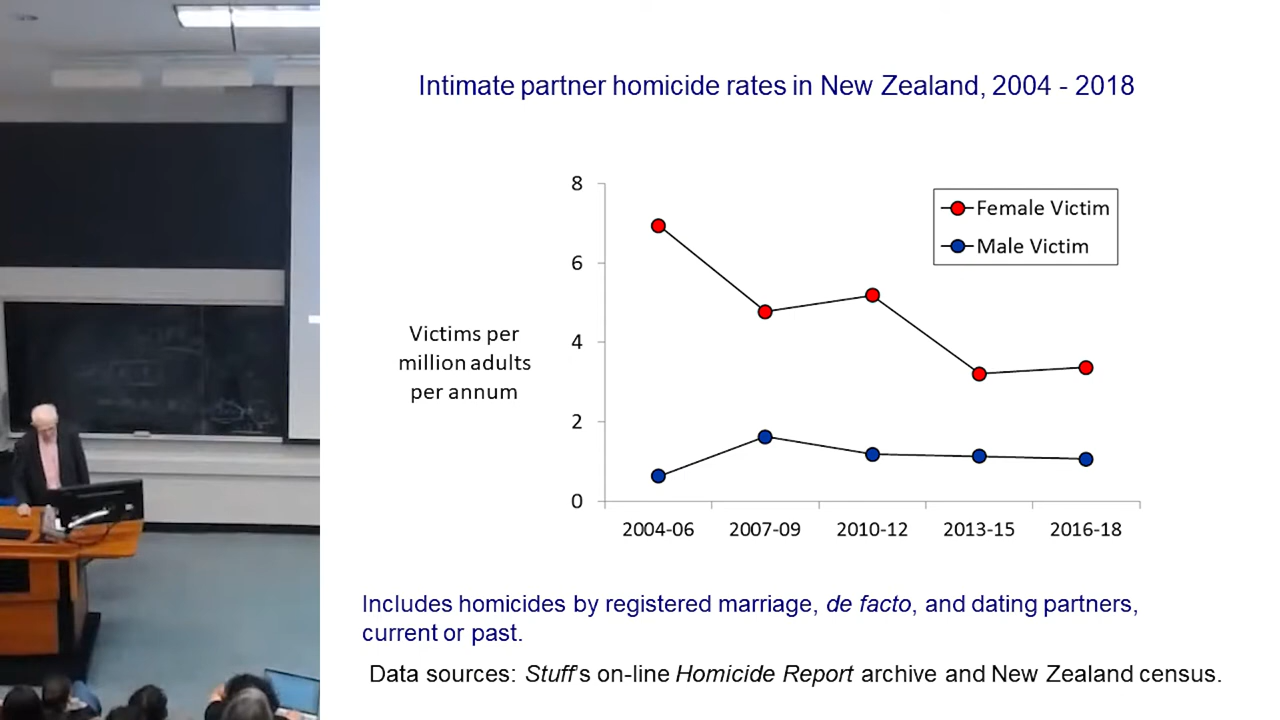 Intimate partner homicide rates in New Zealand, 2004 - 2018
8
Female Victim
Male Victim
6
Victims per
million adults
per annum
4
2
0
2004-06 2007-09 2010-12 2013-15 2016-18
Includes homicides by registered marriage, de facto, and dating partners,
current or past.
Data sources: Stuff's on-line Homicide Report archive and New Zealand census.